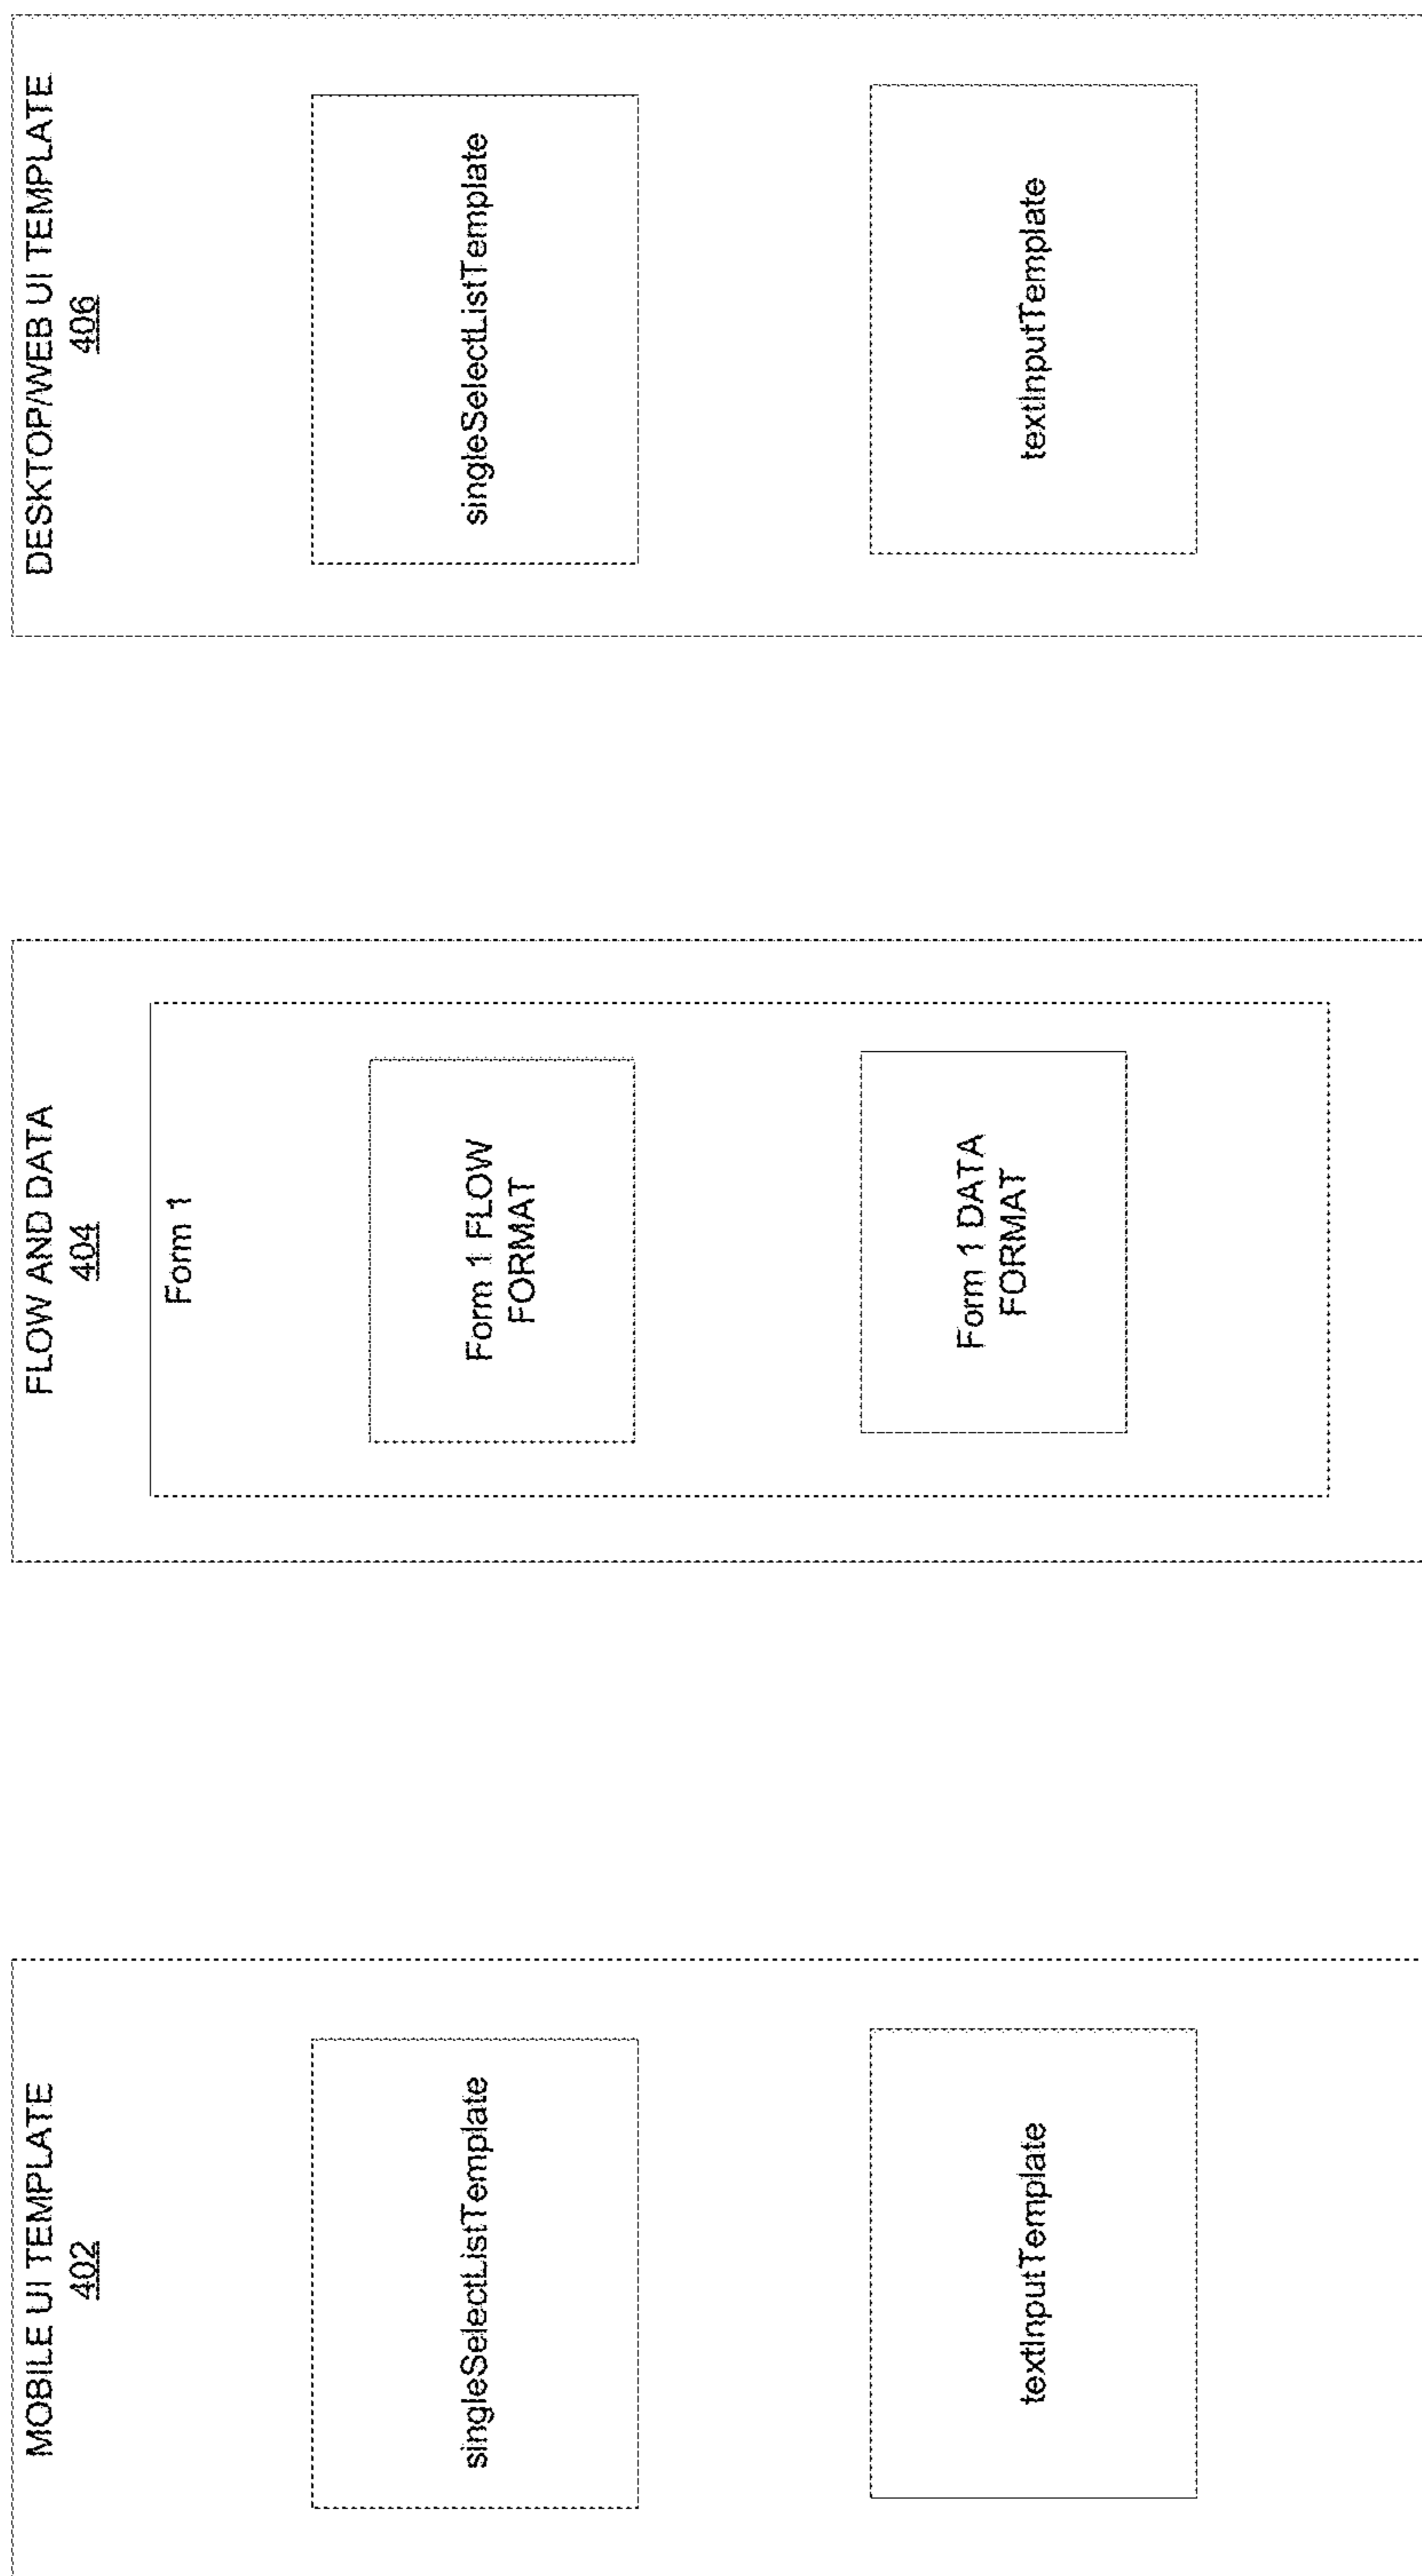 MOBILE UI TEMPLATE
402
singleSelectListTemplate
textInputTemplate
FLOW AND DATA
404
Form 1
Form 1 FLOW
FORMAT
Form 1 DATA
FORMAT
DESKTOP/WEB UI TEMPLATE
406
singleSelectListTemplate
textInputTemplate